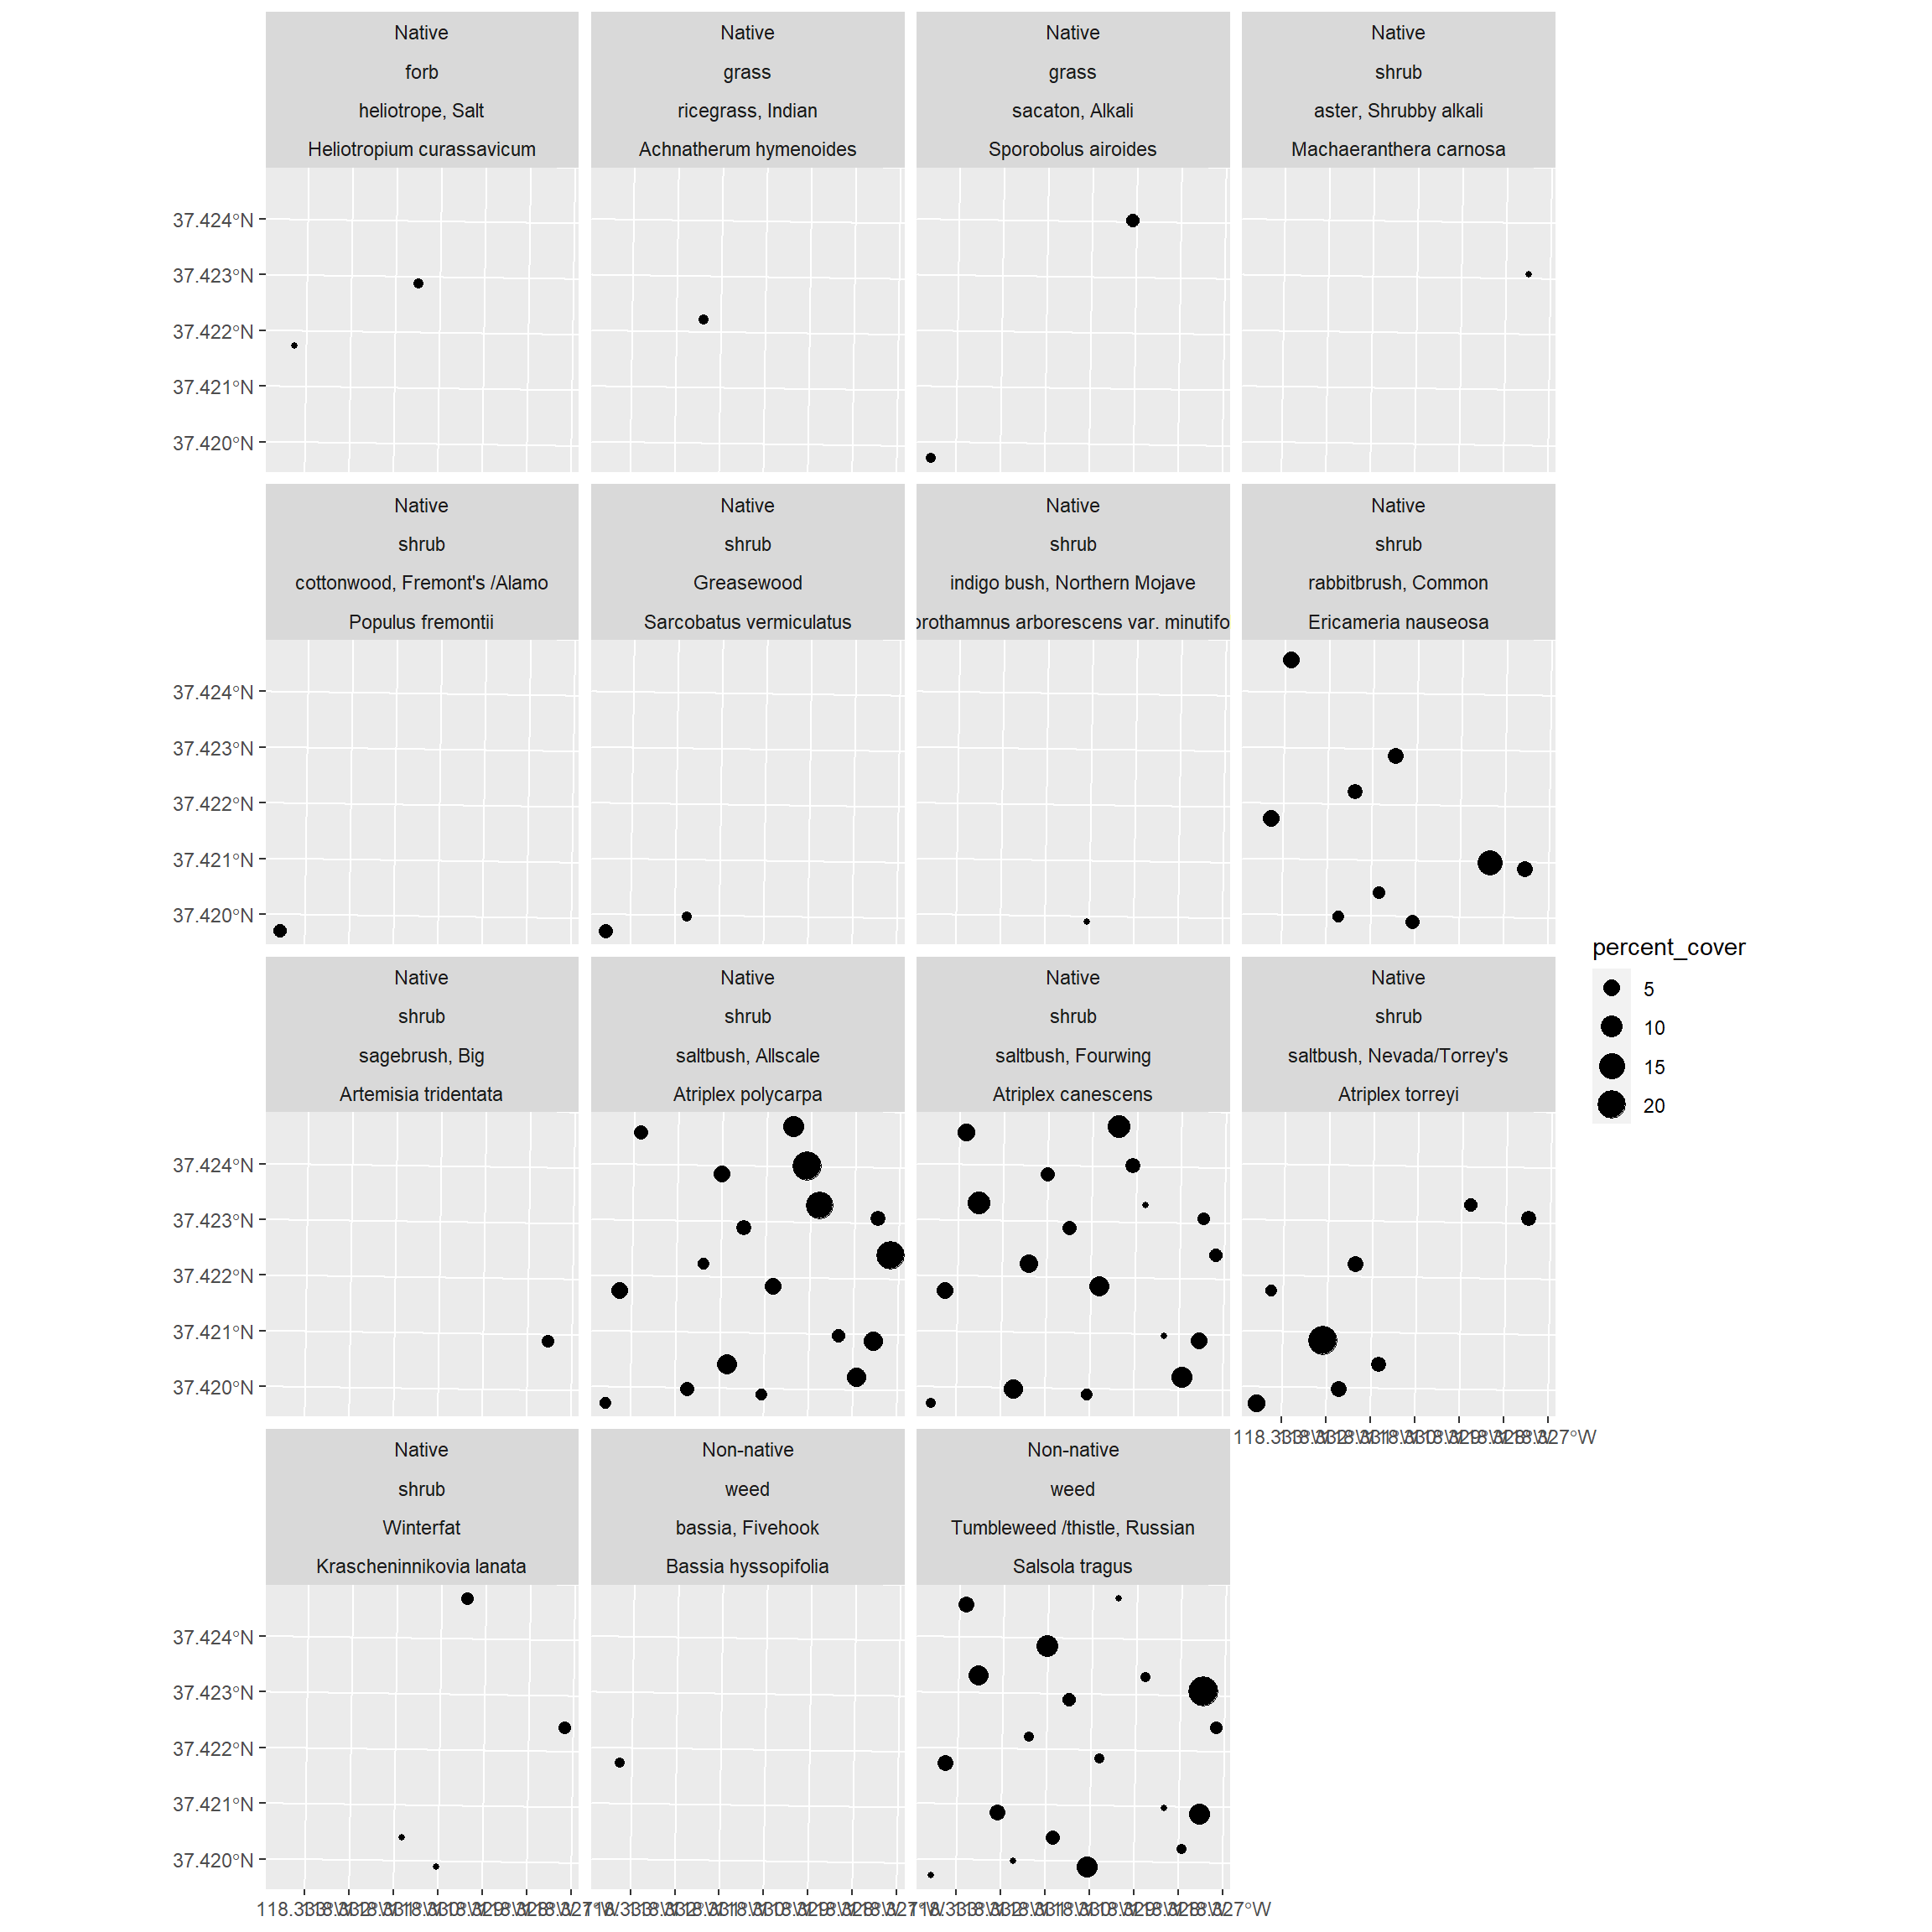 Native Native Native Native
forb grass grass shrub
heliotrope, Salt ricegrass, Indian sacaton, Alkali aster, Shrubby alkali
Heliotropium curassavicum Achnatherum hymenoides Sporobolus airoides Machaeranthera carnosa
37.424°N
37.423°N
37.422°N
37.421°N
37.420°N
Native Native Native Native
shrub shrub shrub shrub
cottonwood, Fremont's /Alamo Greasewood indigo bush, Northern Mojave rabbitbrush, Common
Populus fremontii Sarcobatus vermiculatus orothamnus arborescens var. minutifo Ericameria nauseosa
37.424°N
37.423°N
37.422°N
37.421°N
37.420°N
percent_cover
5
10
15
20
Native Native Native Native
shrub shrub shrub shrub
sagebrush, Big saltbush, Allscale saltbush, Fourwing saltbush, Nevada/Torrey's
Artemisia tridentata Atriplex polycarpa Atriplex canescens Atriplex torreyi
37.424°N
37.423°N
37.422°N
37.421°N
37.420°N
Native Non-native Non-native
shrub weed weed
Winterfat bassia, Fivehook Tumbleweed /thistle, Russian
Krascheninnikovia lanata Bassia hyssopifolia Salsola tragus
37.424°N
37.423°N
37.422°N
37.421°N
37.420°N